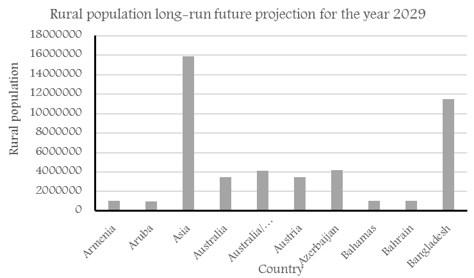 Rural population long-run future projection for the year 2029
18000000
16000000
14000000
12000000
10000000
8000000
6000000
4000000
2000000
0
Rural population
Armenia
Aruba
Asia
Australia
Australia/...
Austria
Azerbaijan
Bahamas
Bahrain
Bangladesh
Country